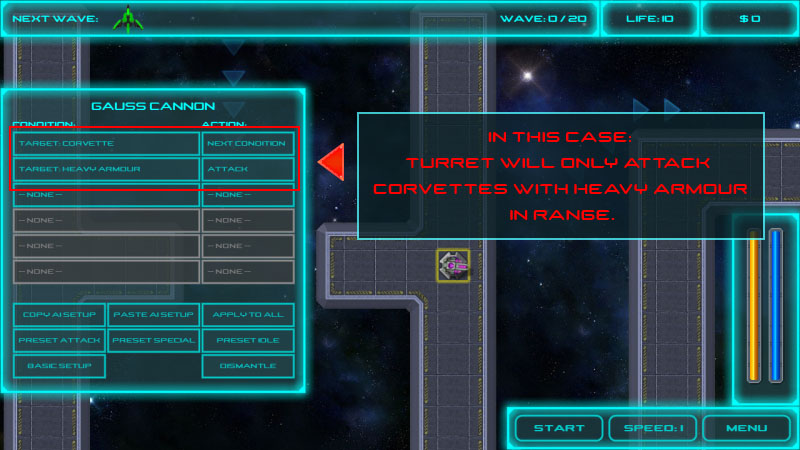 NEXT WAVE:
WAVE: 0 / 20
LIFE: 10
$ 0
GAUSS CANNON
CONDITION:
ACTION:
TARGET: CORVETTE
NEXT CONDITION
TARGET: HEAVY ARMOUR
ATTACK
-- NONE --
-- NONE --
-- NONE --
-- NONE --
-- NONE --
-- NONE --
-- NONE --
-- NONE --
COPY AI SETUP
PASTE AI SETUP
APPLY TO ALL
PRESET ATTACK
PRESET SPECIAL
PRESET IDLE
BASIC SETUP
DISMANTLE
IN THIS CASE:
TURRET WILL ONLY ATTACK
CORVETTES WITH HEAVY ARMOUR
IN RANGE.
START
SPEED: 1
MENU